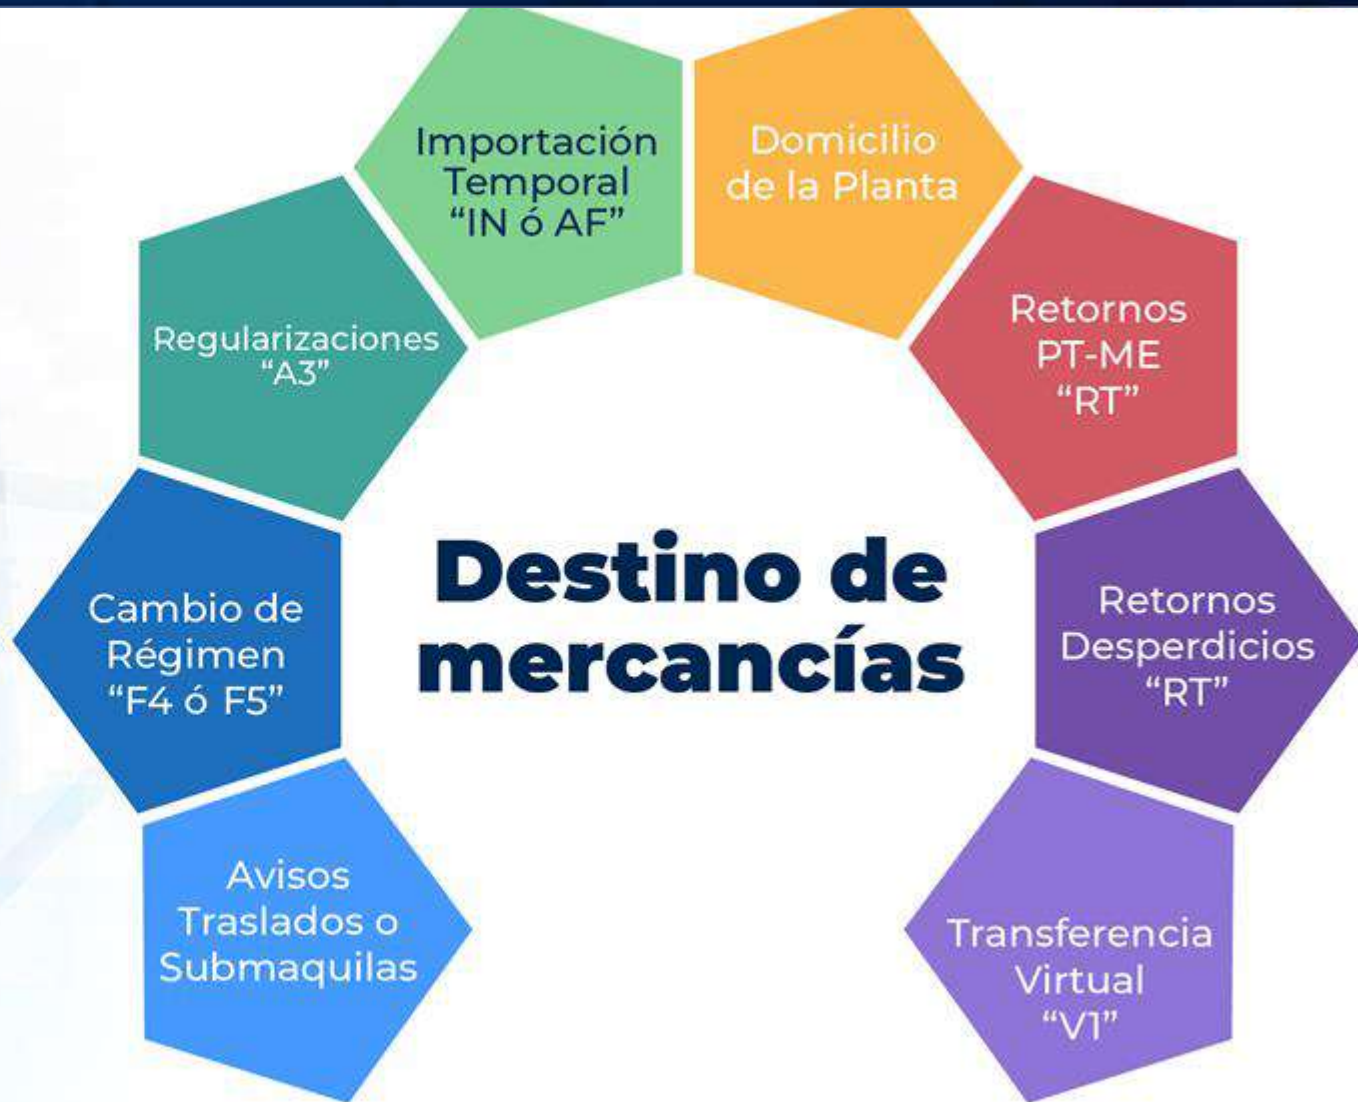 Importación
Temporal
“IN ó AF”
Domicilio
de la Planta
Retornos
PT-ME
“RT”
Retornos
Desperdicios
“RT”
Transferencia
Virtual
“V1”
Avisos
Traslados o
Submaquilas
Cambio de
Régimen
“F4 ó F5”
Regularizaciones
“A3”
Destino de
mercancías